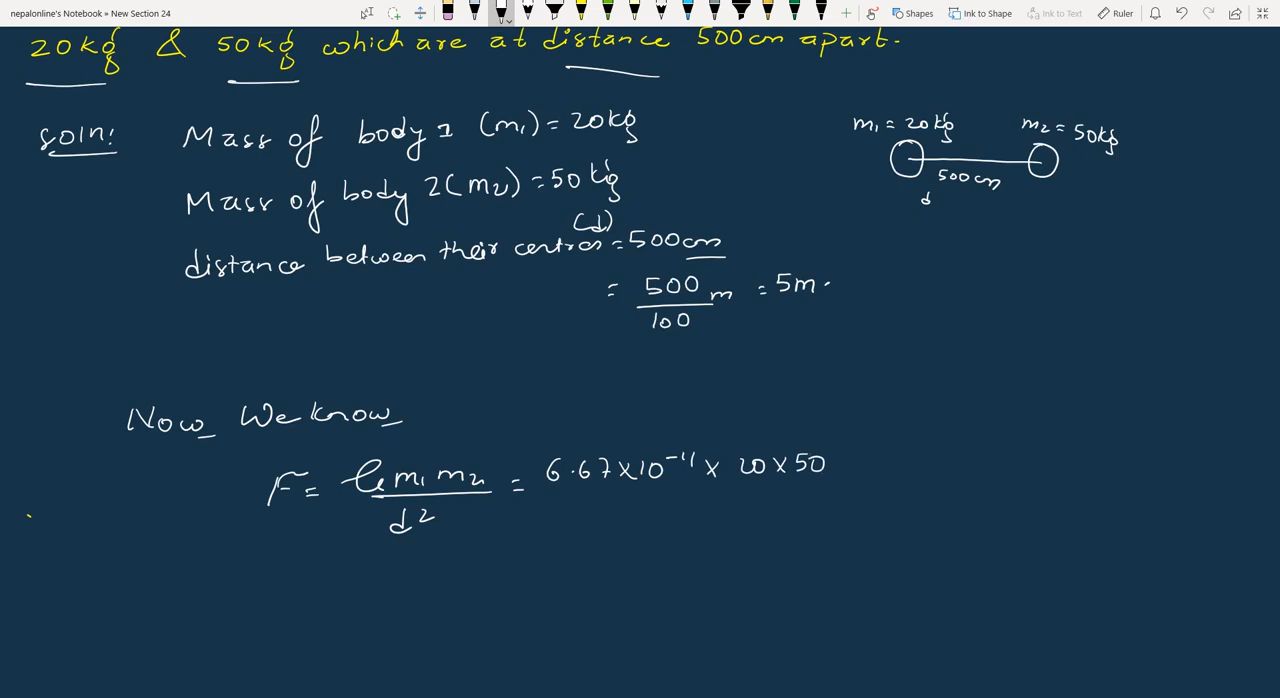 nepalonline's Notebook » New Section 24
Shapes Ink to Shape Ink to Text Ruler
20kg & 50kg which are at distance 500cm apart.
Soln: Mass of body 1 (m₁) = 20kg
Mass of body 2 (m₂) = 50kg
distance between their centres (d) = 500cm
= 500/100 m = 5m.
m₁ = 20kg m₂ = 50kg
500cm
d
Now We know
F = G m₁ m₂ / d² = 6.67 × 10⁻¹¹ × 20 × 50